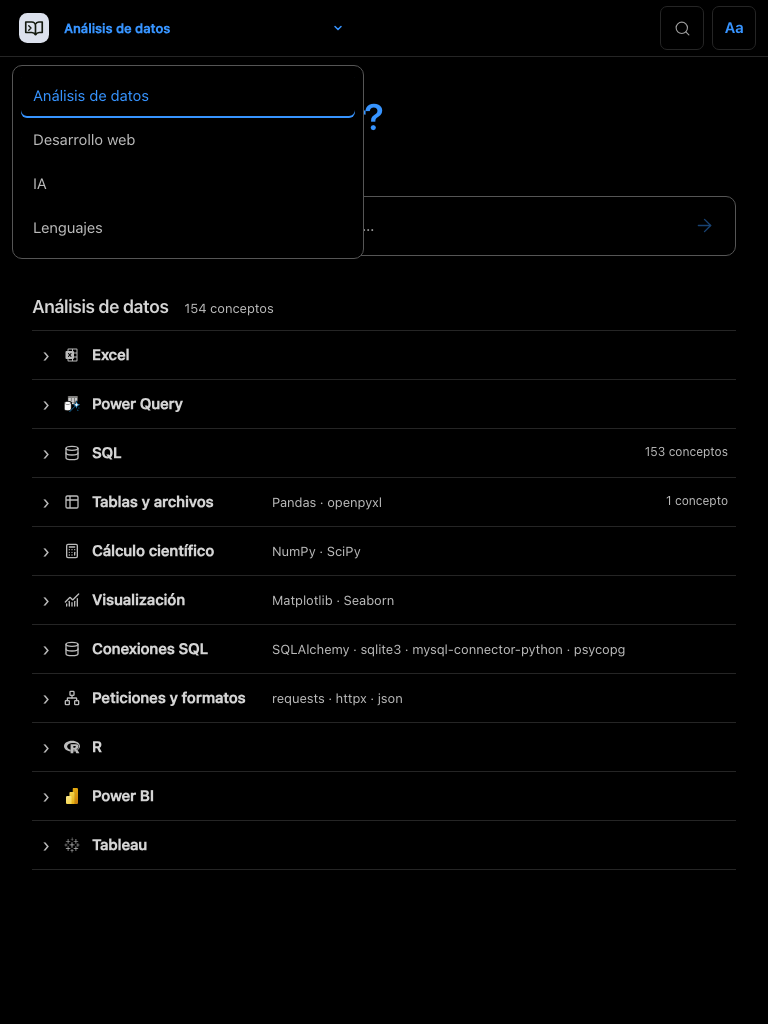 Análisis de datos
Aa
Análisis de datos
Desarrollo web
IA
Lenguajes
?
...
Análisis de datos 154 conceptos
Excel
Power Query
SQL 153 conceptos
Tablas y archivos Pandas · openpyxl 1 concepto
Cálculo científico NumPy · SciPy
Visualización Matplotlib · Seaborn
Conexiones SQL SQLAlchemy · sqlite3 · mysql-connector-python · psycopg
Peticiones y formatos requests · httpx · json
R
Power BI
Tableau